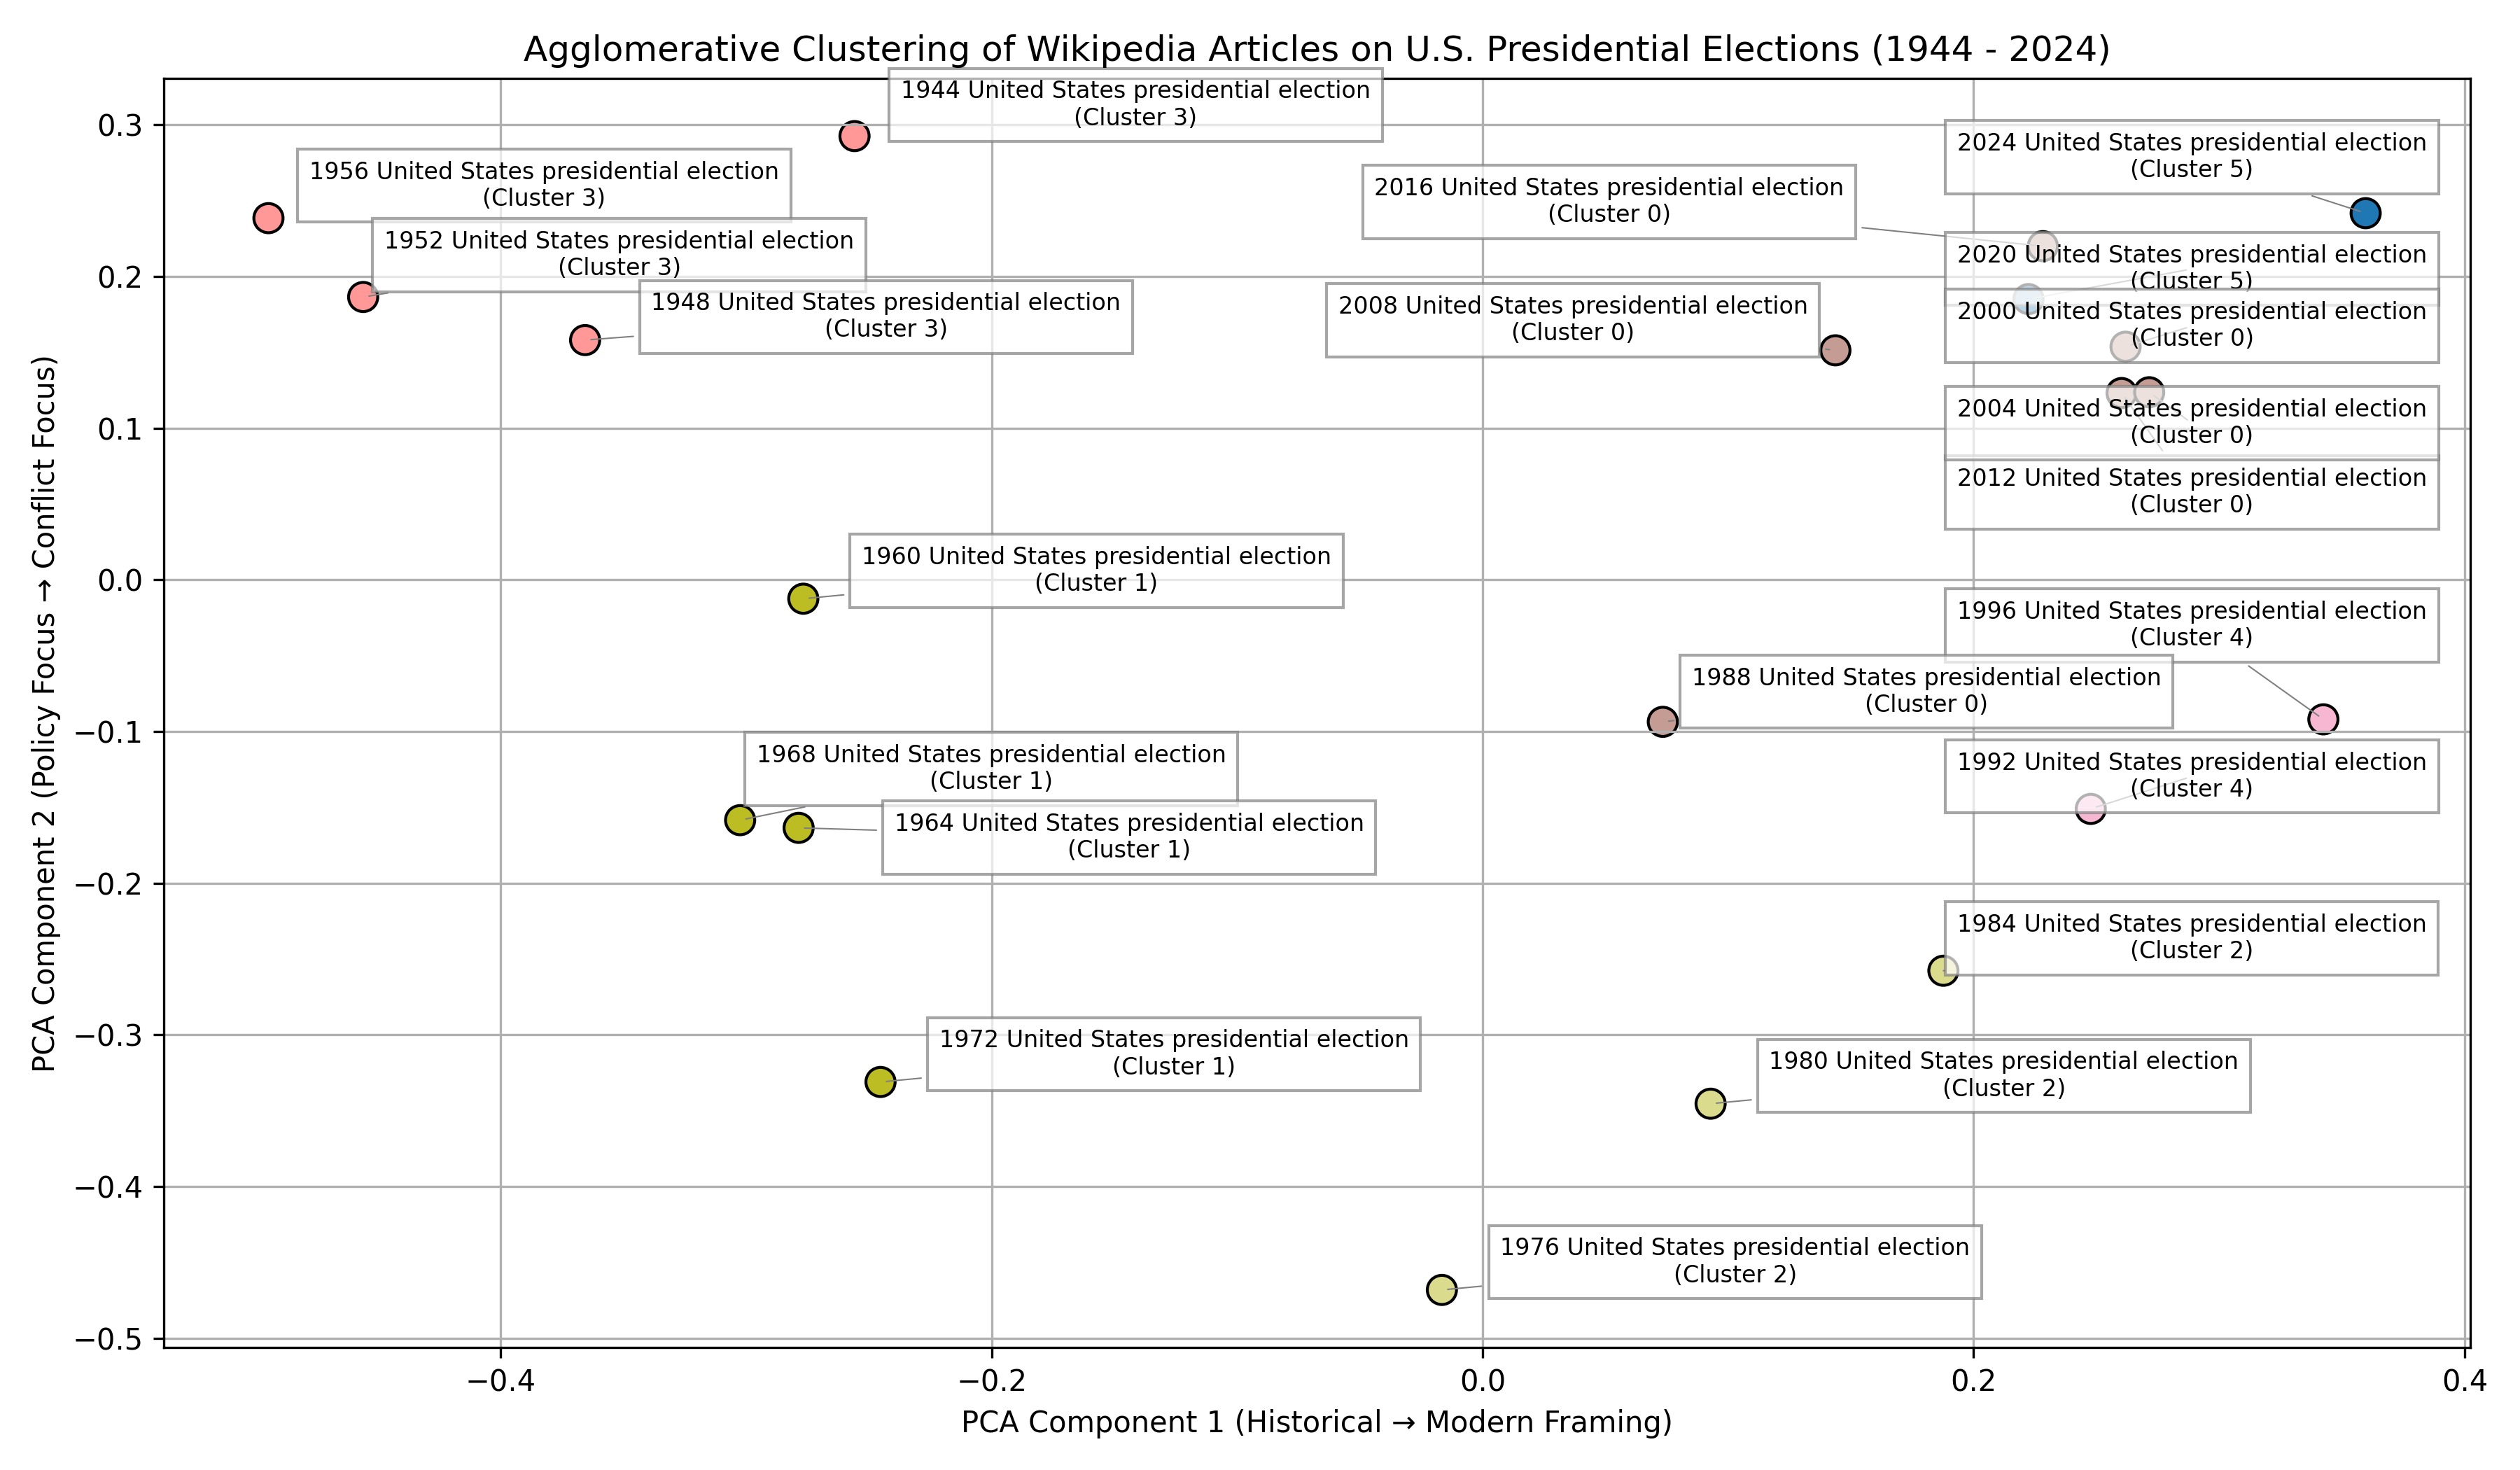 Agglomerative Clustering of Wikipedia Articles on U.S. Presidential Elections (1944 - 2024)
1944 United States presidential election
(Cluster 3)
2024 United States presidential election
(Cluster 5)
1956 United States presidential election
(Cluster 3)
2016 United States presidential election
(Cluster 0)
1952 United States presidential election
(Cluster 3)
2020 United States presidential election
(Cluster 5)
1948 United States presidential election
(Cluster 3)
2008 United States presidential election
(Cluster 0)
2000 United States presidential election
(Cluster 0)
2004 United States presidential election
(Cluster 0)
2012 United States presidential election
(Cluster 0)
1960 United States presidential election
(Cluster 1)
1996 United States presidential election
(Cluster 4)
1988 United States presidential election
(Cluster 0)
1968 United States presidential election
(Cluster 1)
1992 United States presidential election
(Cluster 4)
1964 United States presidential election
(Cluster 1)
1984 United States presidential election
(Cluster 2)
1972 United States presidential election
(Cluster 1)
1980 United States presidential election
(Cluster 2)
1976 United States presidential election
(Cluster 2)
0.3
0.2
0.1
0.0
−0.1
−0.2
−0.3
−0.4
−0.5
PCA Component 2 (Policy Focus → Conflict Focus)
−0.4
−0.2
0.0
0.2
0.4
PCA Component 1 (Historical → Modern Framing)